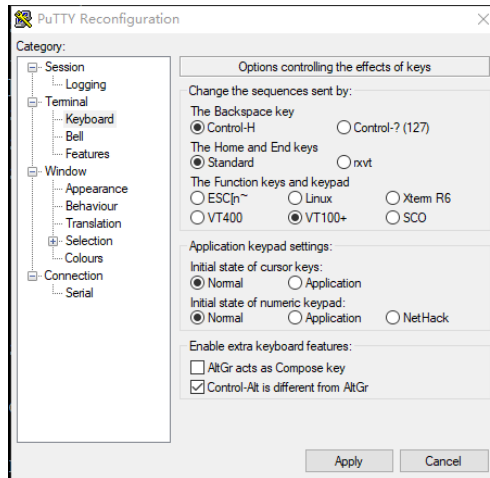 PuTTY Reconfiguration
Category:
Session
Logging
Terminal
Keyboard
Bell
Features
Window
Appearance
Behaviour
Translation
Selection
Colours
Connection
Serial
Options controlling the effects of keys
Change the sequences sent by:
The Backspace key
Control-H Control-? (127)
The Home and End keys
Standard rxvt
The Function keys and keypad
ESC[n~ Linux Xterm R6
VT400 VT100+ SCO
Application keypad settings:
Initial state of cursor keys:
Normal Application
Initial state of numeric keypad:
Normal Application NetHack
Enable extra keyboard features:
AltGr acts as Compose key
Control-Alt is different from AltGr
Apply Cancel